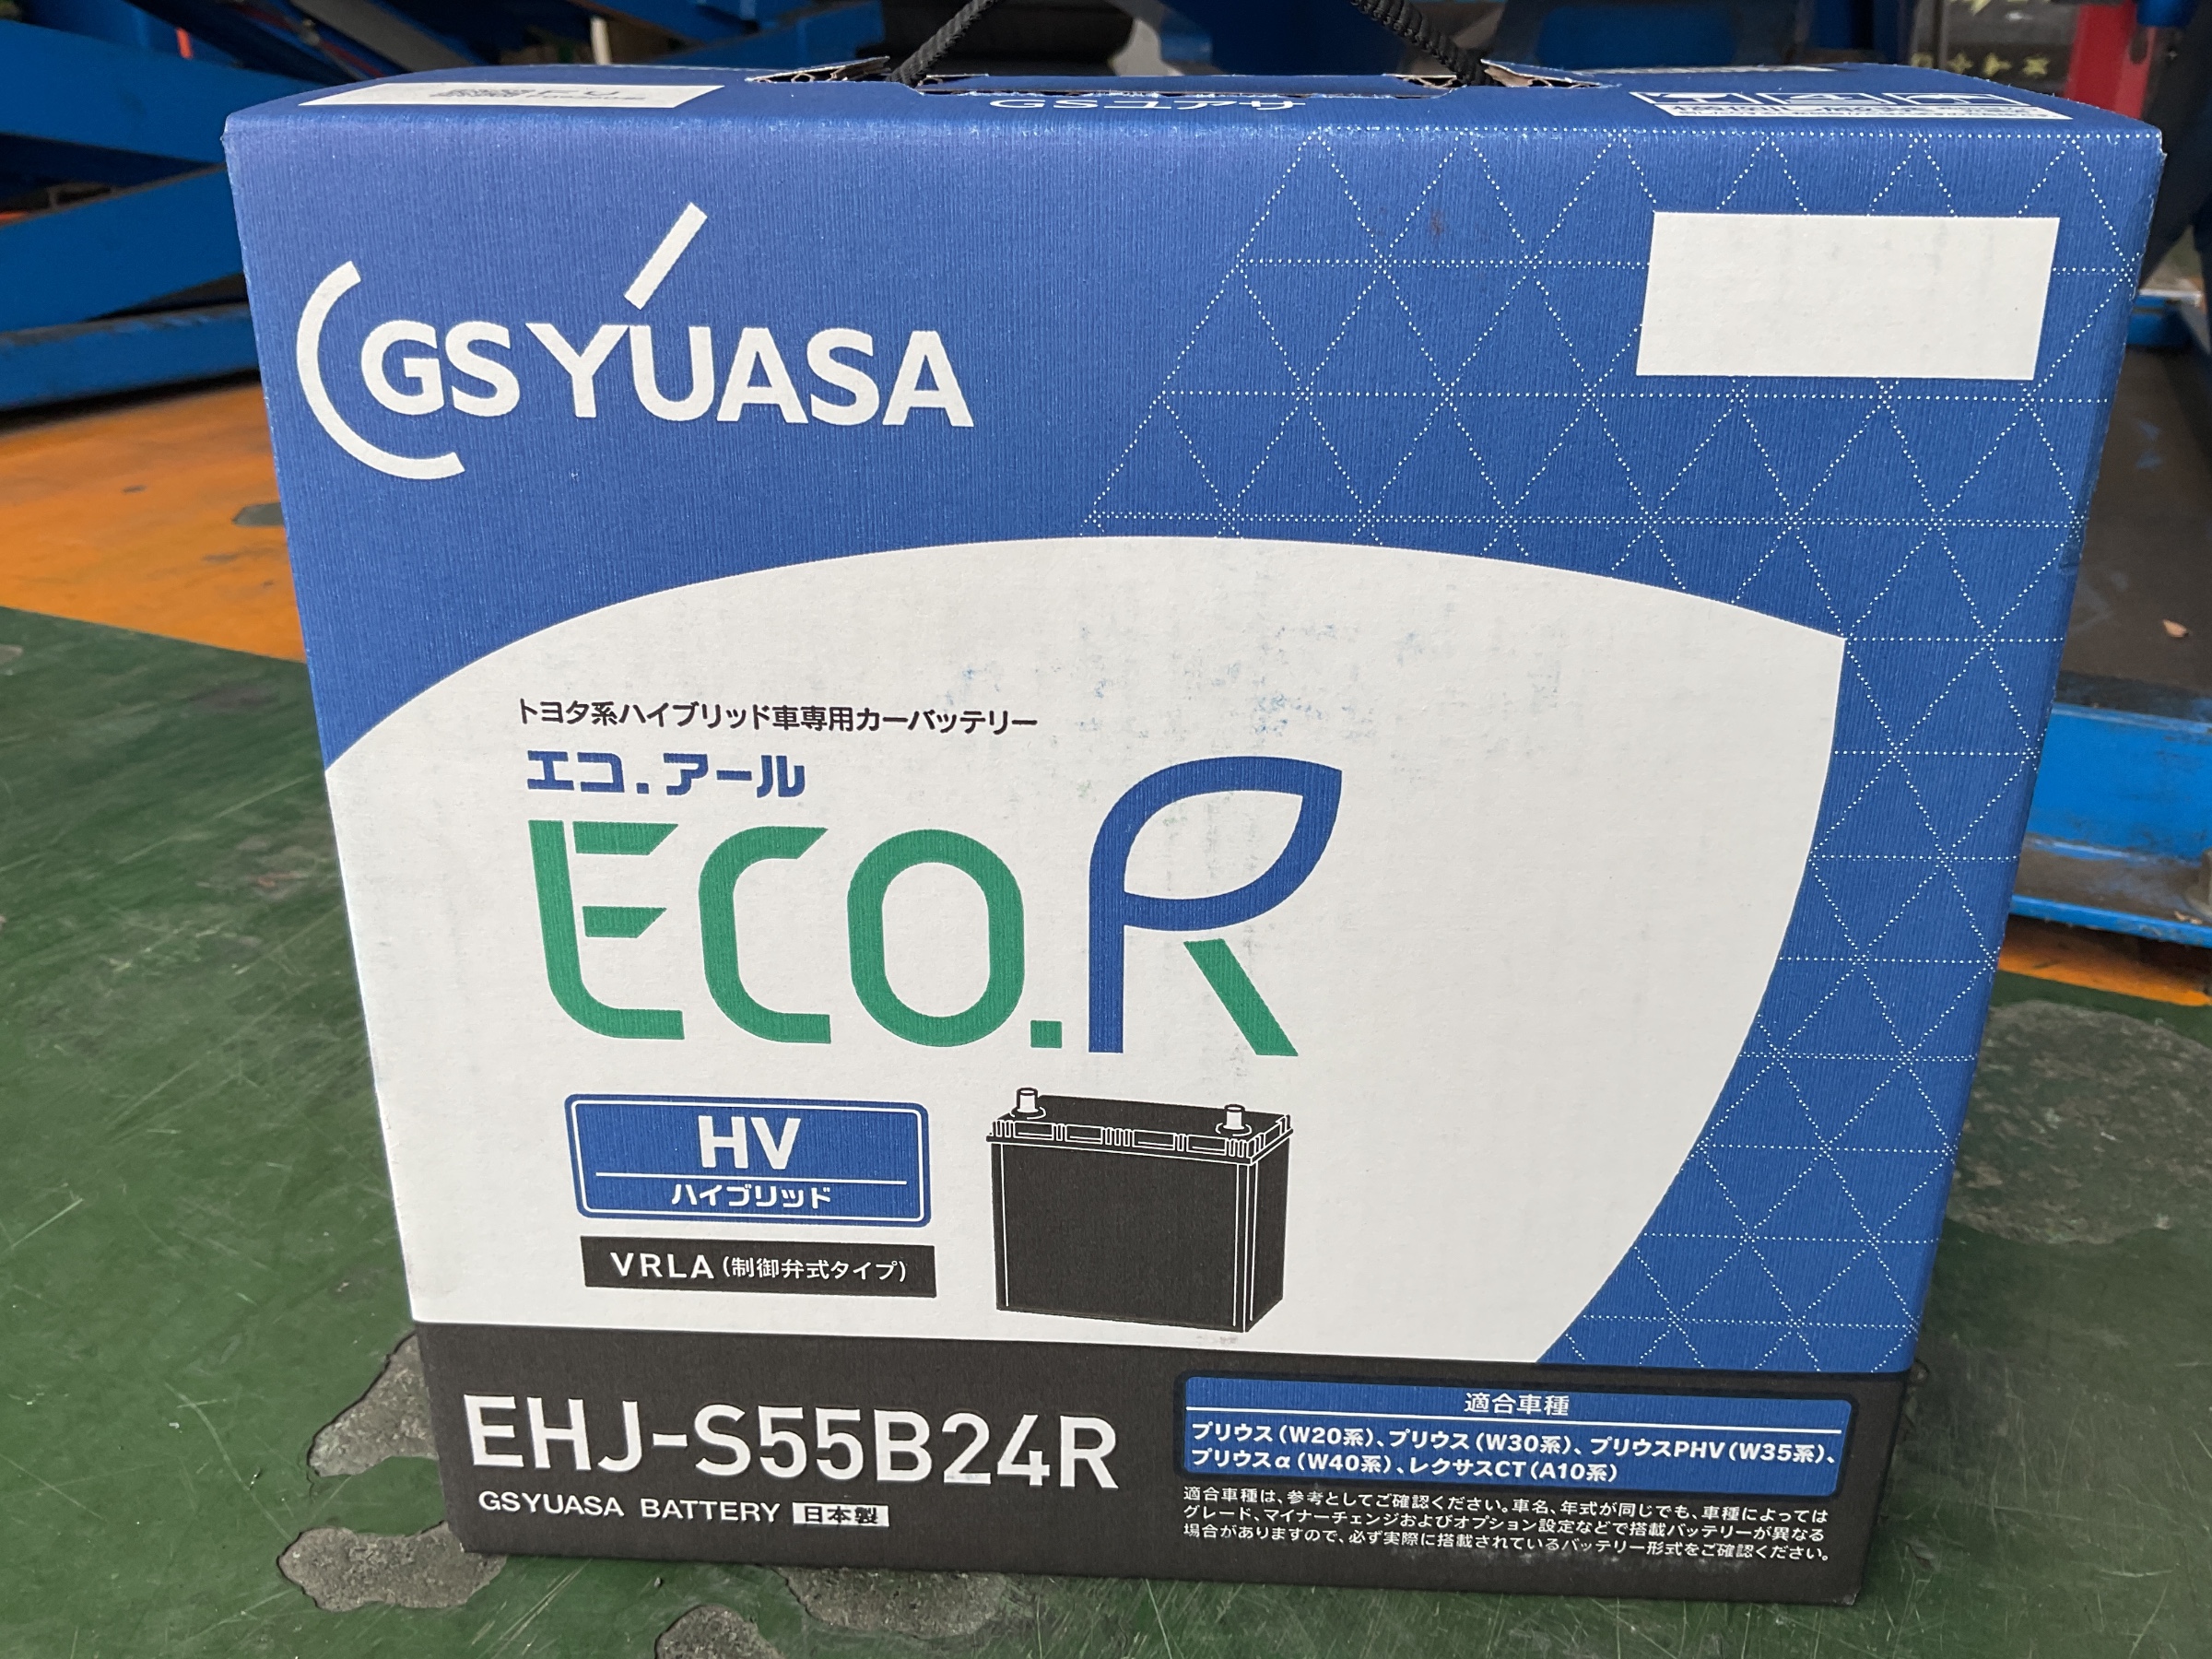 GSユアサ
GS YUASA
トヨタ系ハイブリッド車専用カーバッテリー
エコ.アール
ECO.R
HV
ハイブリッド
VRLA(制御弁式タイプ)
EHJ-S55B24R
GSYUASA BATTERY 日本製
適合車種
プリウス(W20系)、プリウス(W30系)、プリウスPHV(W35系)、
プリウスα(W40系)、レクサスCT(A10系)
適合車種は、参考としてご確認ください。車名、年式が同じでも、車種によっては
グレード、マイナーチェンジおよびオプション設定などで搭載バッテリーが異なる
場合がありますので、必ず実際に搭載されているバッテリー形式をご確認ください。